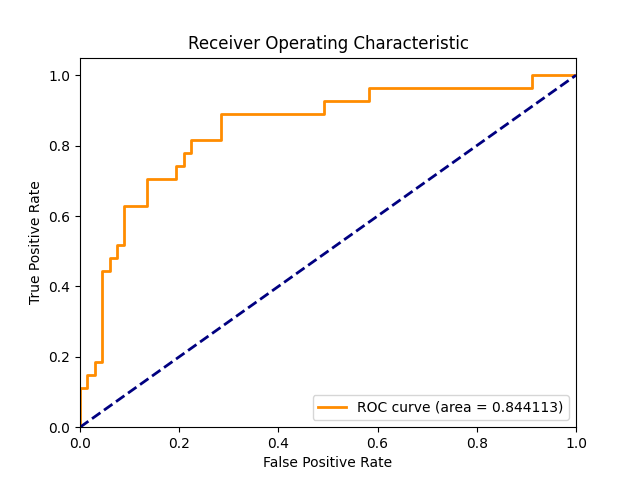 Receiver Operating Characteristic
1.0
0.8
0.6
0.4
0.2
0.0
True Positive Rate
ROC curve (area = 0.844113)
0.0 0.2 0.4 0.6 0.8 1.0
False Positive Rate